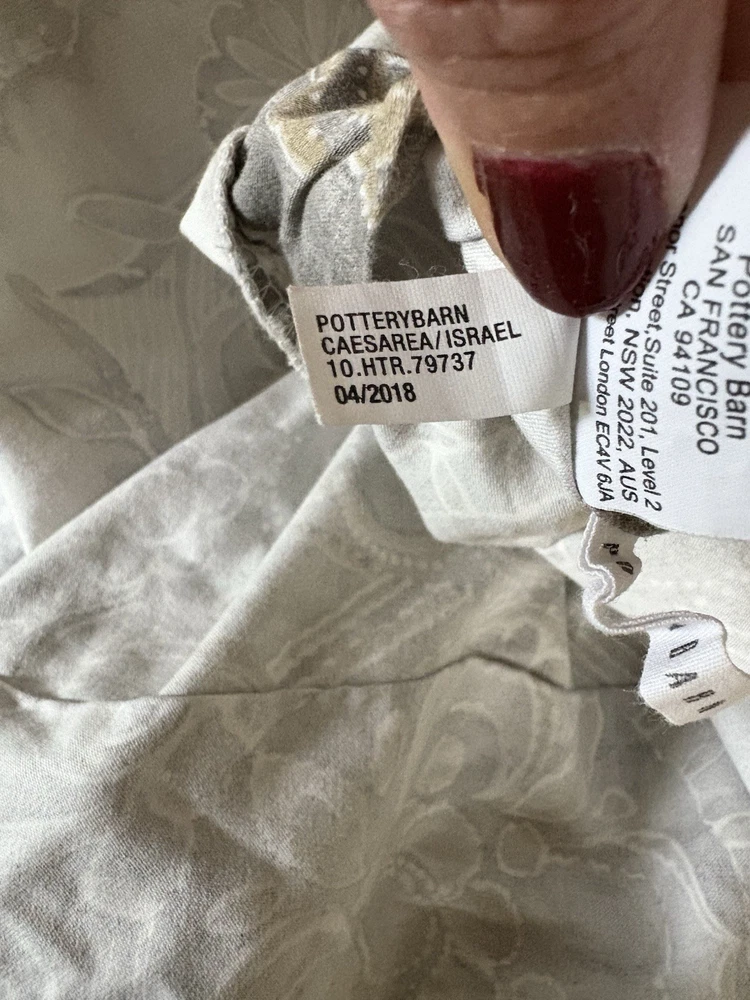 POTTERYBARN
CAESAREA/ISRAEL
10.HTR.79737
04/2018
Pottery Barn
SAN FRANCISCO
CA 94109
Street, Suite 201, Level 2
NSW 2022, AUS
London EC4V 6JA